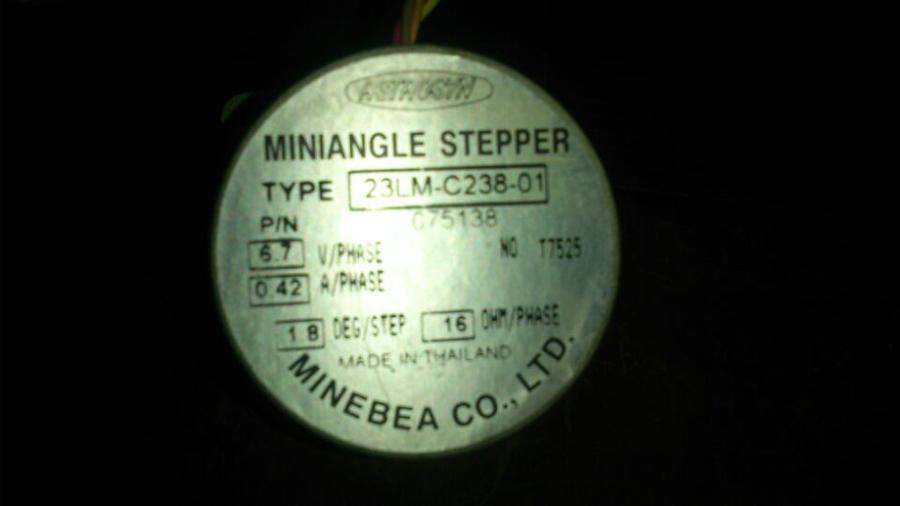 ASTROSYN
MINIANGLE STEPPER
TYPE 23LM-C238-01
P/N C75138
6.7 V/PHASE NO T7525
0.42 A/PHASE
1.8 DEG/STEP 16 OHM/PHASE
MADE IN THAILAND
MINEBEA CO., LTD.